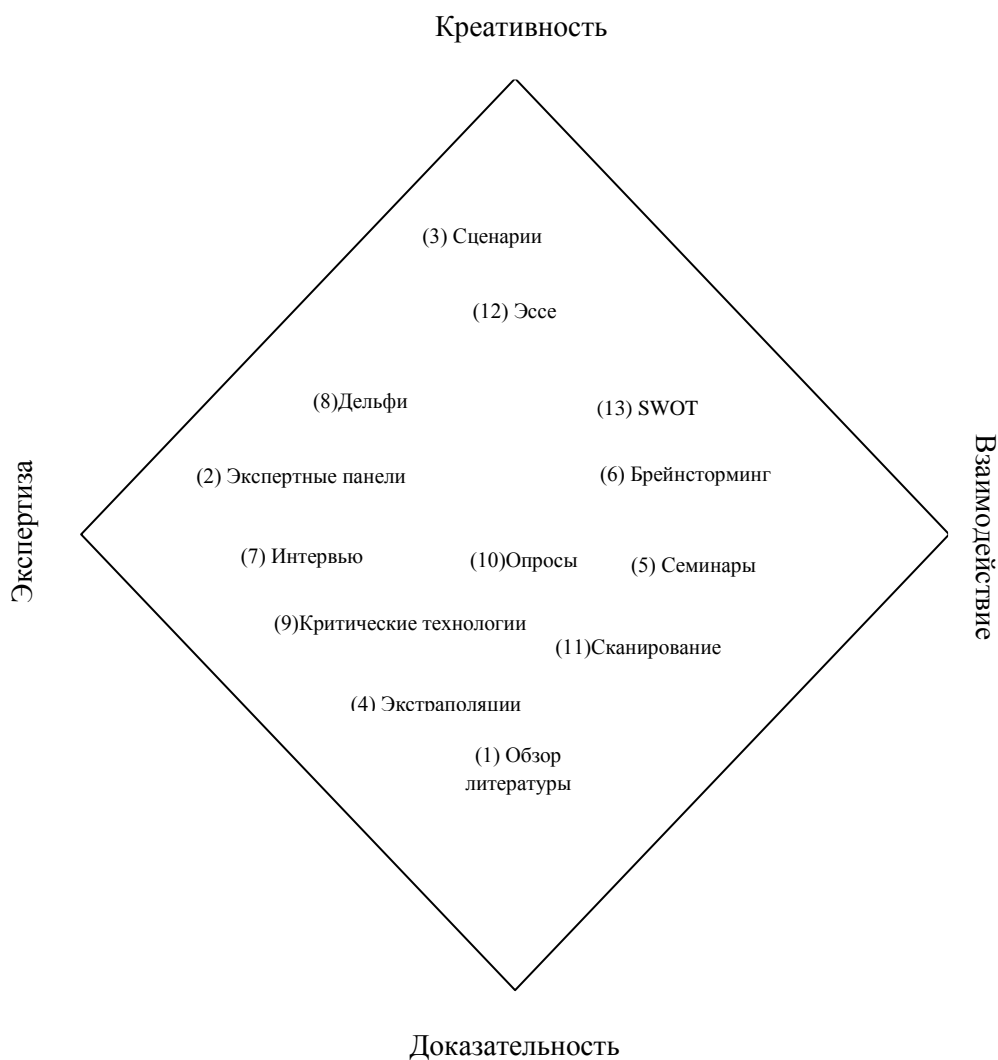 Креативность
(3) Сценарии
(12) Эссе
(8)Дельфи
(13) SWOT
(2) Экспертные панели
(6) Брейнсторминг
Экспертиза
Взаимодействие
(7) Интервью
(10)Опросы
(5) Семинары
(9)Критические технологии
(11)Сканирование
(4) Экстраполяции
(1) Обзор
литературы
Доказательность